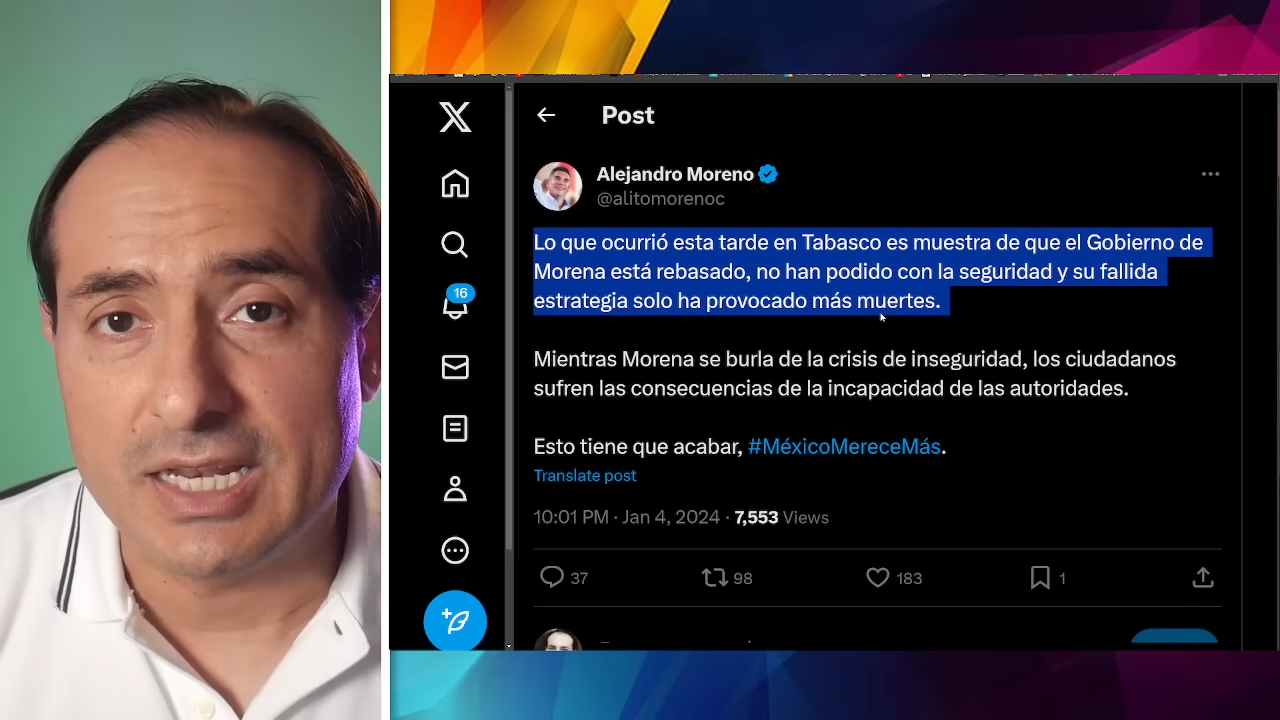 Post
Alejandro Moreno
@alitomorenoc
Lo que ocurrió esta tarde en Tabasco es muestra de que el Gobierno de
Morena está rebasado, no han podido con la seguridad y su fallida
estrategia solo ha provocado más muertes.
16
Mientras Morena se burla de la crisis de inseguridad, los ciudadanos
sufren las consecuencias de la incapacidad de las autoridades.
Esto tiene que acabar, #MéxicoMereceMás.
Translate post
10:01 PM · Jan 4, 2024 · 7,553 Views
37 98 183 1